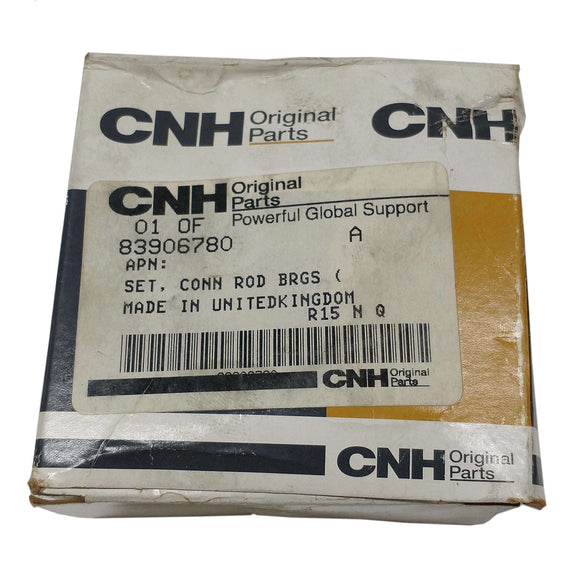 CNH Original Parts
CNH
CNH Original Parts
Powerful Global Support
01 OF
83906780 A
APN:
SET, CONN ROD BRGS (
MADE IN UNITEDKINGDOM
R15 N Q
CNH Original Parts
CNH Original Parts